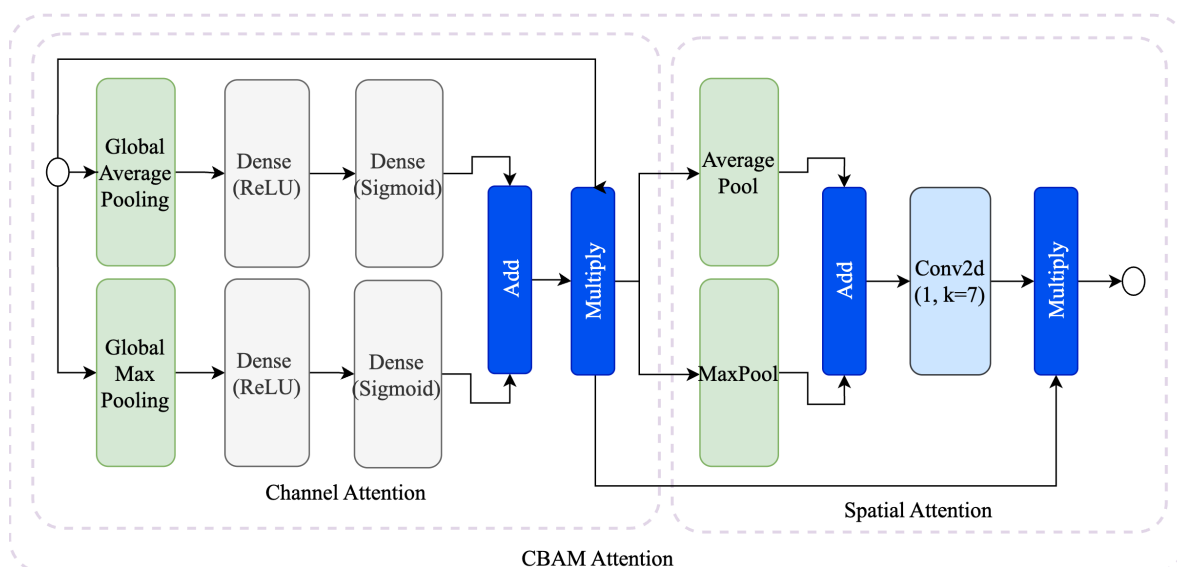 Global
Average
Pooling
Dense
(ReLU)
Dense
(Sigmoid)
Add
Multiply
Global
Max
Pooling
Dense
(ReLU)
Dense
(Sigmoid)
Channel Attention
Average
Pool
MaxPool
Add
Conv2d
(1, k=7)
Multiply
Spatial Attention
CBAM Attention